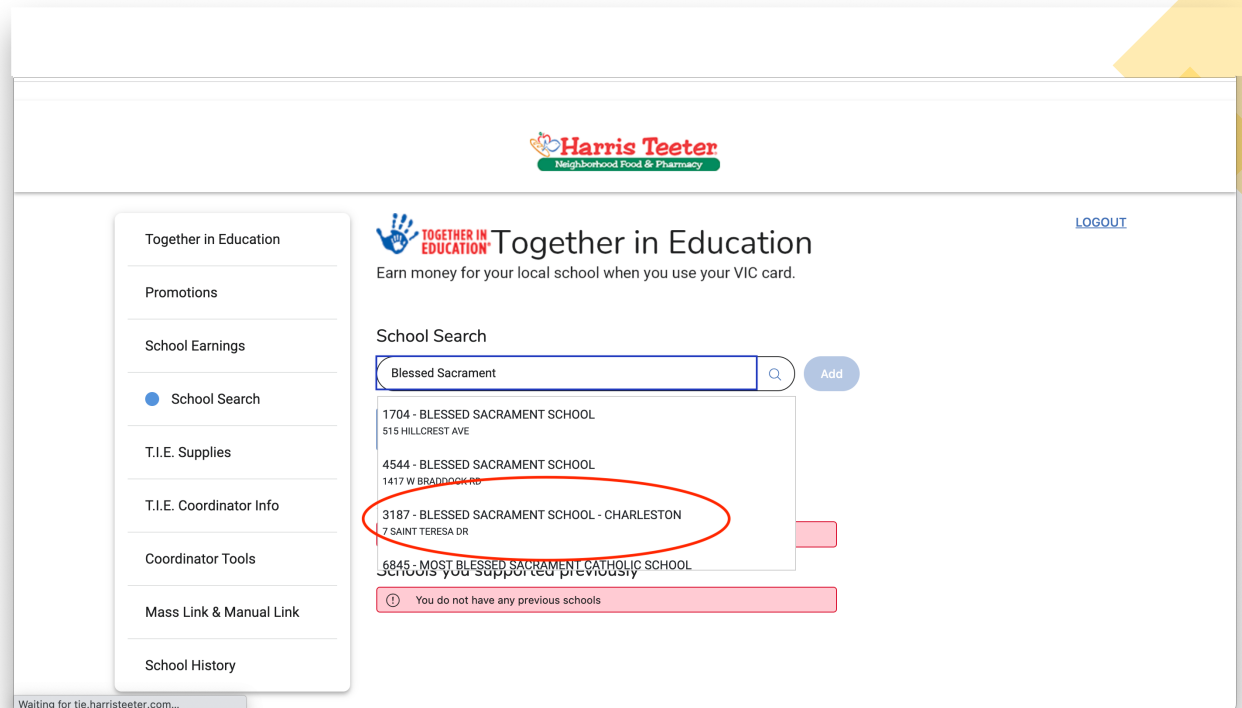 Harris Teeter
Neighborhood Food & Pharmacy
LOGOUT
Together in Education
Promotions
School Earnings
School Search
T.I.E. Supplies
T.I.E. Coordinator Info
Coordinator Tools
Mass Link & Manual Link
School History
TOGETHER IN
EDUCATION®
Together in Education
Earn money for your local school when you use your VIC card.
School Search
Blessed Sacrament
Add
1704 - BLESSED SACRAMENT SCHOOL
515 HILLCREST AVE
4544 - BLESSED SACRAMENT SCHOOL
1417 W BRADDOCK RD
3187 - BLESSED SACRAMENT SCHOOL - CHARLESTON
7 SAINT TERESA DR
6845 - MOST BLESSED SACRAMENT CATHOLIC SCHOOL
Schools you supported previously
You do not have any previous schools
Waiting for tie.harristeeter.com...